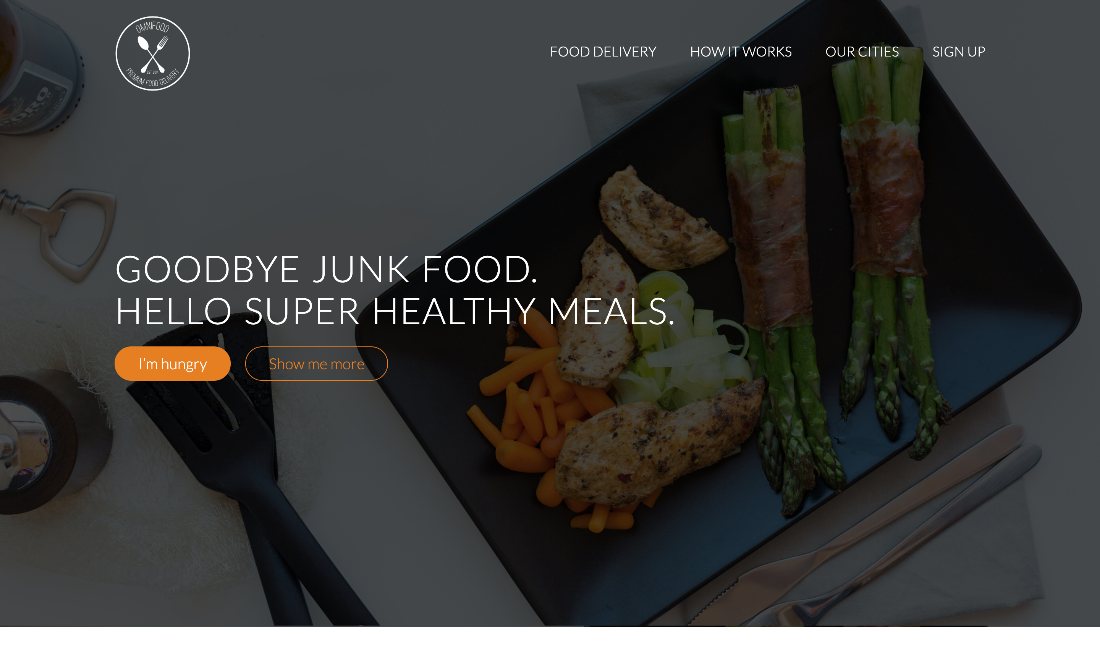 OMNIFOOD
PREMIUM FOOD DELIVERY
FOOD DELIVERY
HOW IT WORKS
OUR CITIES
SIGN UP
GOODBYE JUNK FOOD.
HELLO SUPER HEALTHY MEALS.
I'm hungry
Show me more